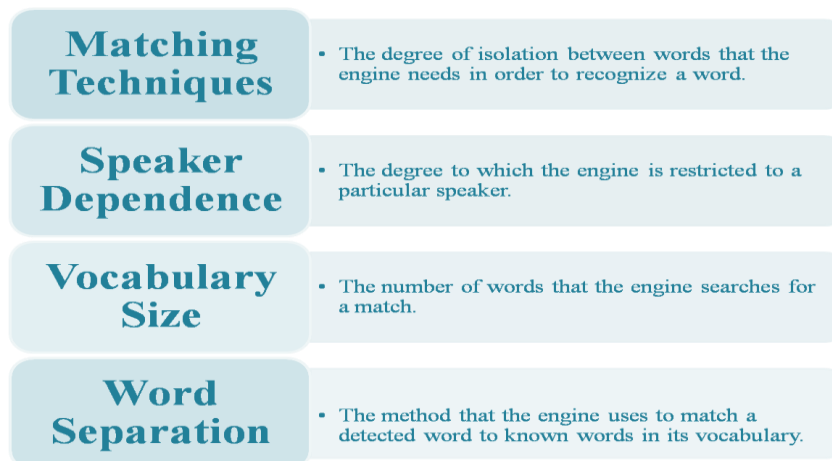 Matching
Techniques
• The degree of isolation between words that the
engine needs in order to recognize a word.
Speaker
Dependence
• The degree to which the engine is restricted to a
particular speaker.
Vocabulary
Size
• The number of words that the engine searches for
a match.
Word
Separation
• The method that the engine uses to match a
detected word to known words in its vocabulary.